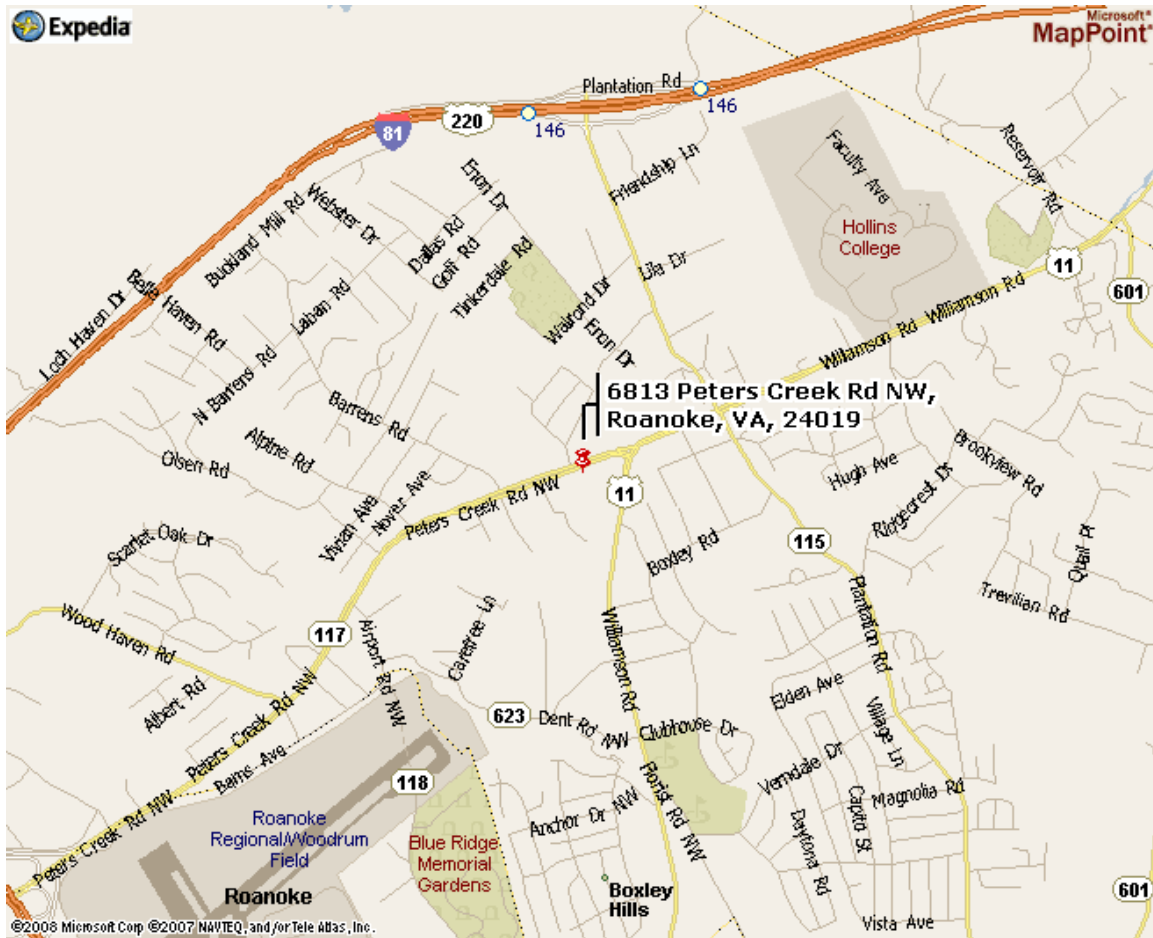 Expedia
Microsoft®
MapPoint®
Plantation Rd
146
220
146
81
Reservoir Rd
Faculty Ave
Friendship Ln
Enon Dr
Webster Dr
Buckland Mill Rd
Dallas Rd
Goff Rd
Tinkerdale Rd
Hollins
College
Lila Dr
11
601
Loch Haven Dr
Belle Haven Rd
Laban Rd
Walrond Dr
Enon Dr
Williamson Rd
Williamson Rd
N Barrens Rd
6813 Peters Creek Rd NW,
Roanoke, VA, 24019
Barrens Rd
Alpine Rd
Olsen Rd
Brookview Rd
Hugh Ave
Ridgecrest Dr
Vivian Ave
Nover Ave
Peters Creek Rd NW
11
Scarlet Oak Dr
Boxley Rd
115
Quail Pl
Trevilian Rd
Plantation Rd
Wood Haven Rd
117
Airport Rd NW
Carefree Ln
Williamson Rd
Albert Rd
Peters Creek Rd NW
Elden Ave
Village Ln
623
Dent Rd NW
Clubhouse Dr
Barns Ave
118
Verndale Dr
Florist Rd NW
Capito St
Magnolia Rd
Peters Creek Rd NW
Roanoke
Regional/Woodrum
Field
Anchor Dr NW
Daytona Rd
Blue Ridge
Memorial
Gardens
Roanoke
Boxley
Hills
601
Vista Ave
©2008 Microsoft Corp ©2007 NAVTEQ, and/or Tele Atlas, Inc.